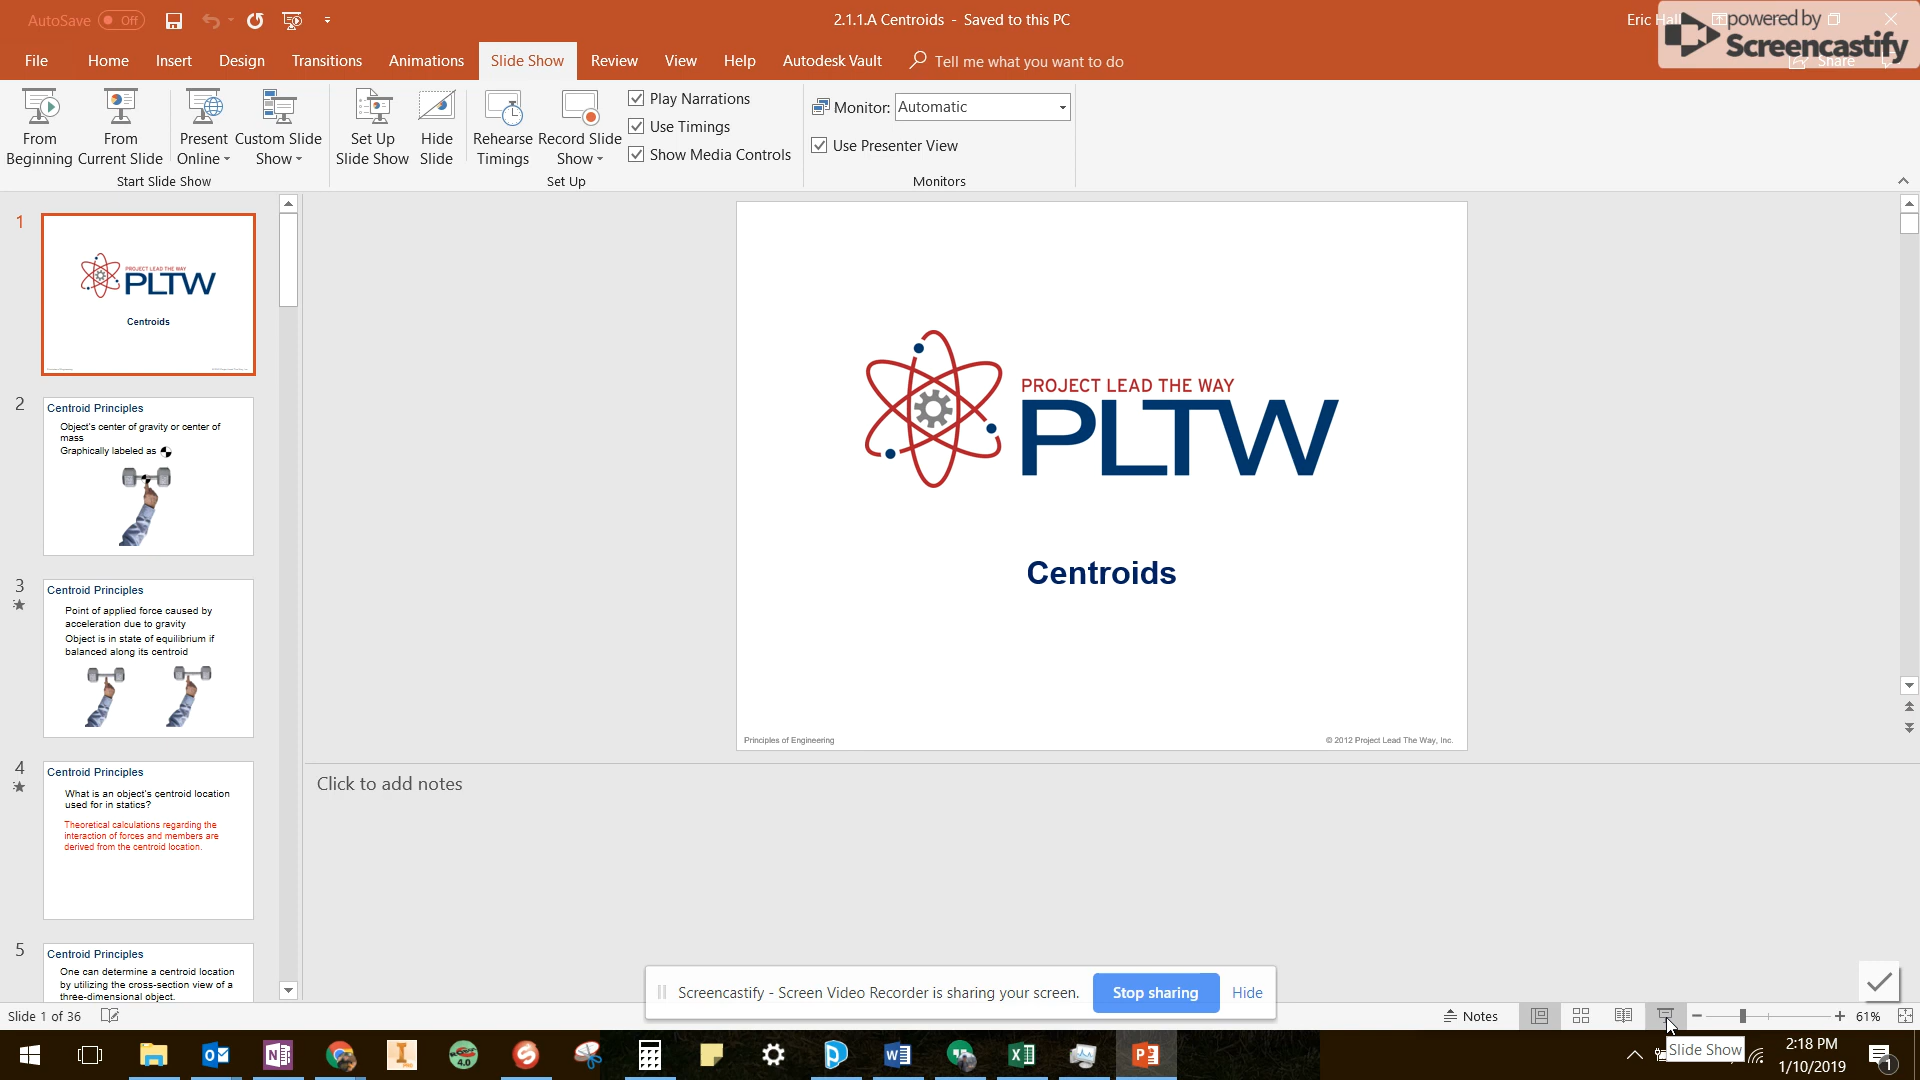 AutoSave Off
2.1.1.A Centroids - Saved to this PC
Eric Hall
powered by
Screencastify
Share
File Home Insert Design Transitions Animations Slide Show Review View Help Autodesk Vault Tell me what you want to do
From Beginning
From Current Slide
Present Online
Custom Slide Show
Start Slide Show
Set Up Slide Show
Hide Slide
Rehearse Timings
Record Slide Show
Play Narrations
Use Timings
Show Media Controls
Set Up
Monitor: Automatic
Use Presenter View
Monitors
1
PROJECT LEAD THE WAY
PLTW
Centroids
2
Centroid Principles
Object's center of gravity or center of
mass
Graphically labeled as
3
Centroid Principles
Point of applied force caused by
acceleration due to gravity
Object is in state of equilibrium if
balanced along its centroid
4
Centroid Principles
What is an object's centroid location
used for in statics?
Theoretical calculations regarding the
interaction of forces and members are
derived from the centroid location.
5
Centroid Principles
One can determine a centroid location
by utilizing the cross-section view of a
three-dimensional object.
PROJECT LEAD THE WAY
PLTW
Centroids
Principles of Engineering
© 2012 Project Lead The Way, Inc.
Click to add notes
Screencastify - Screen Video Recorder is sharing your screen. Stop sharing Hide
Slide 1 of 36
Notes
61%
Slide Show
4.0
2:18 PM
1/10/2019
1